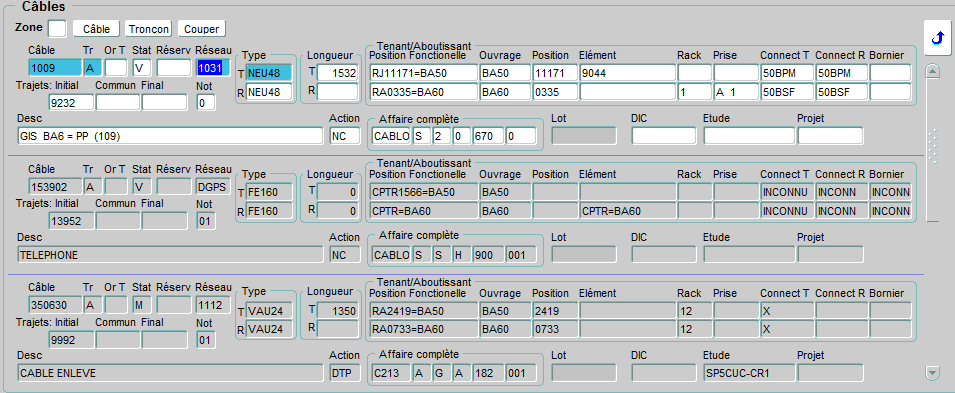 Câbles
Zone Câble Troncon Couper
Câble Tr Or T Stat Réserv Réseau Type Longueur Tenant/Aboutissant
Position Fonctionelle Ouvrage Position Elément Rack Prise Connect T Connect R Bornier
1009 A V 1031 T NEU48 T 1532 RJ11171=BA50 BA50 11171 9044 50BPM 50BPM
R NEU48 R RA0335=BA60 BA60 0335 1 A 1 50BSF 50BSF
Trajets: Initial Commun Final Not
9232 0
Desc Action Affaire complète Lot DIC Etude Projet
GIS BA6 = PP (109) NC CABLO S 2 0 670 0
Câble Tr Or T Stat Réserv Réseau Type Longueur Tenant/Aboutissant
Position Fonctionelle Ouvrage Position Elément Rack Prise Connect T Connect R Bornier
153902 A V DGPS T FE160 T 0 CPTR1566=BA50 BA50 INCONNU INCONN INCONN
R FE160 R 0 CPTR=BA60 BA60 CPTR=BA60 INCONNU INCONN INCONN
Trajets: Initial Commun Final Not
13952 01
Desc Action Affaire complète Lot DIC Etude Projet
TELEPHONE NC CABLO S S H 900 001
Câble Tr Or T Stat Réserv Réseau Type Longueur Tenant/Aboutissant
Position Fonctionelle Ouvrage Position Elément Rack Prise Connect T Connect R Bornier
350630 A M 1112 T VAU24 T 1350 RA2419=BA50 BA50 2419 12 X
R VAU24 R RA0733=BA60 BA60 0733 12 X
Trajets: Initial Commun Final Not
9992 01
Desc Action Affaire complète Lot DIC Etude Projet
CABLE ENLEVE DTP C213 A G A 182 001 SP5CUC-CR1